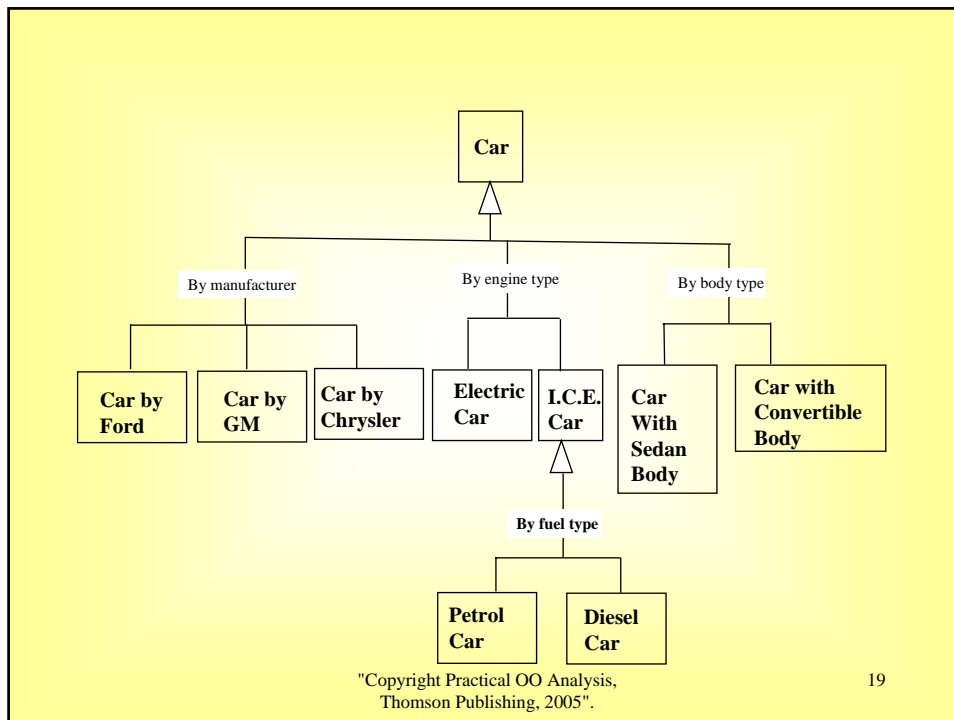 Car
By manufacturer
By engine type
By body type
Car by
Ford
Car by
GM
Car by
Chrysler
Electric
Car
I.C.E.
Car
Car
With
Sedan
Body
Car with
Convertible
Body
By fuel type
Petrol
Car
Diesel
Car
"Copyright Practical OO Analysis,
Thomson Publishing, 2005".
19